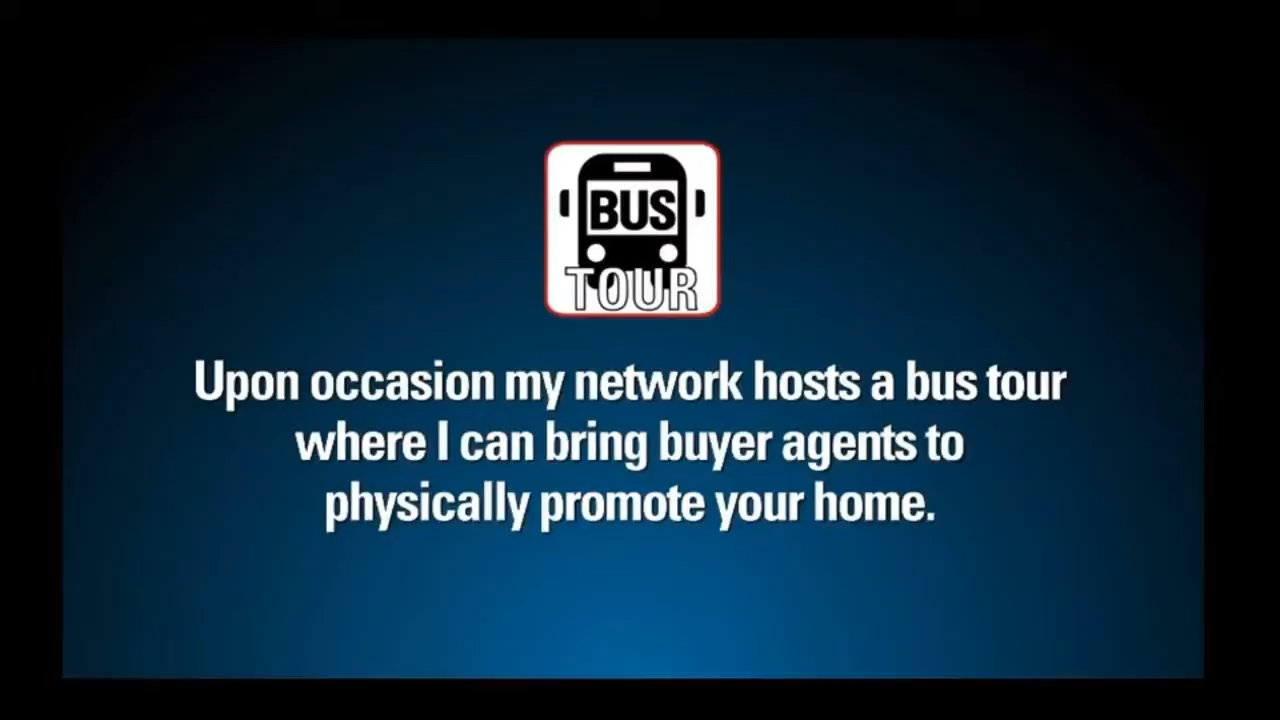 BUS
TOUR
Upon occasion my network hosts a bus tour
where I can bring buyer agents to
physically promote your home.